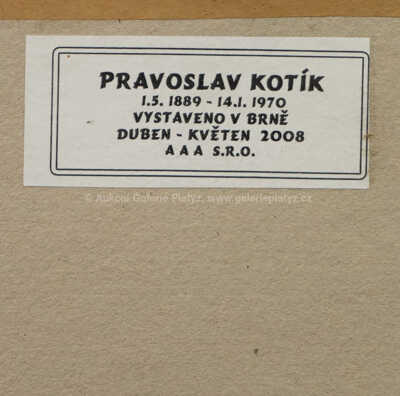 PRAVOSLAV KOTÍK
1.5. 1889 - 14.1. 1970
VYSTAVENO V BRNĚ
DUBEN - KVĚTEN 2008
A A A S.R.O.
© Aukční Galerie Platýz, www.galerieplatyz.cz